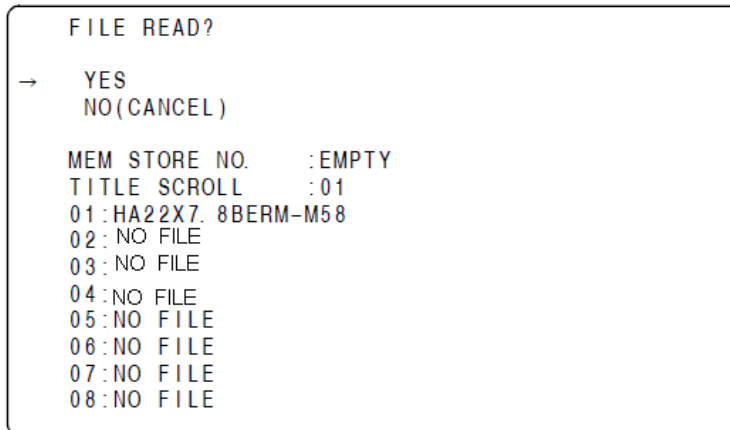 FILE READ?
→ YES
NO(CANCEL)
MEM STORE NO. :EMPTY
TITLE SCROLL :01
01:HA22X7. 8BERM-M58
02:NO FILE
03:NO FILE
04:NO FILE
05:NO FILE
06:NO FILE
07:NO FILE
08:NO FILE